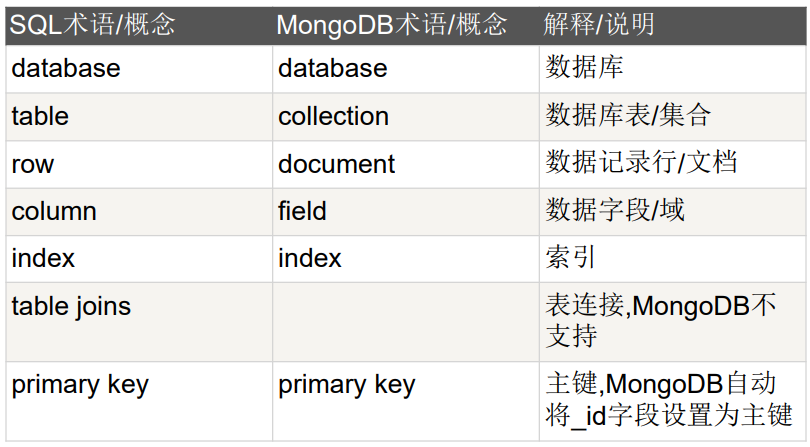 SQL术语/概念 MongoDB术语/概念 解释/说明
database database 数据库
table collection 数据库表/集合
row document 数据记录行/文档
column field 数据字段/域
index index 索引
table joins 表连接,MongoDB不
支持
primary key primary key 主键,MongoDB自动
将_id字段设置为主键